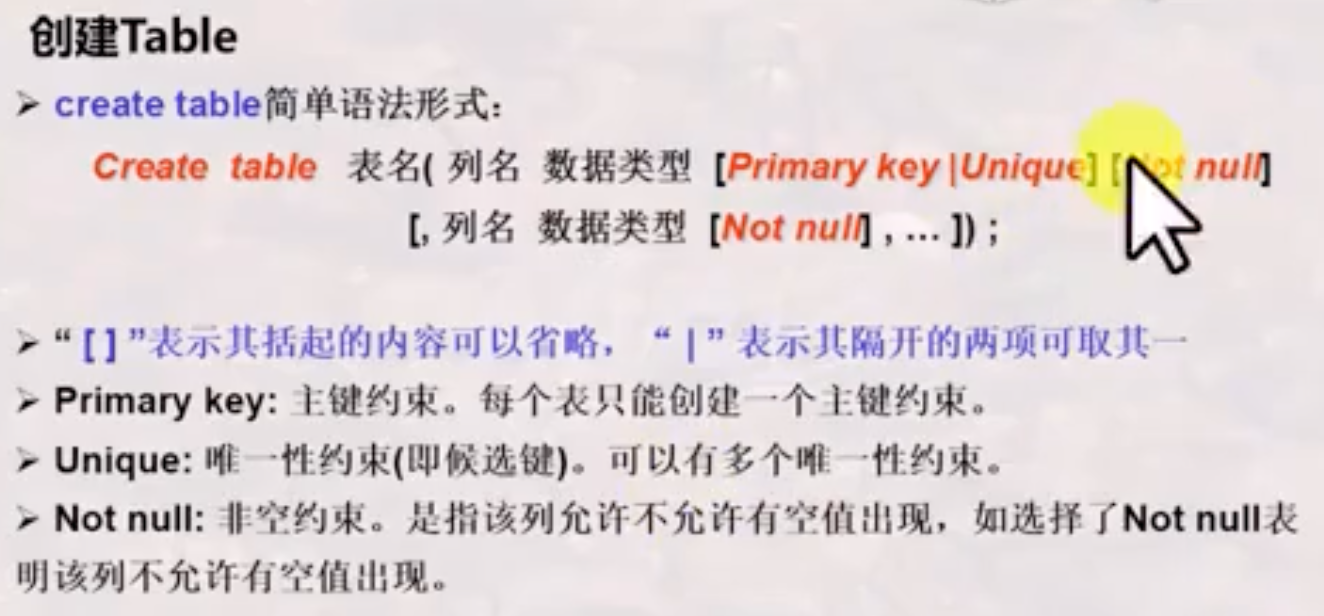 创建Table
➢ create table简单语法形式：
Create table 表名( 列名 数据类型 [Primary key |Unique] [Not null]
[, 列名 数据类型 [Not null] , … ]) ;
➢ “ [ ] ”表示其括起的内容可以省略， “ | ” 表示其隔开的两项可取其一
➢ Primary key: 主键约束。每个表只能创建一个主键约束。
➢ Unique: 唯一性约束(即候选键)。可以有多个唯一性约束。
➢ Not null: 非空约束。是指该列允许不允许有空值出现，如选择了Not null表
明该列不允许有空值出现。